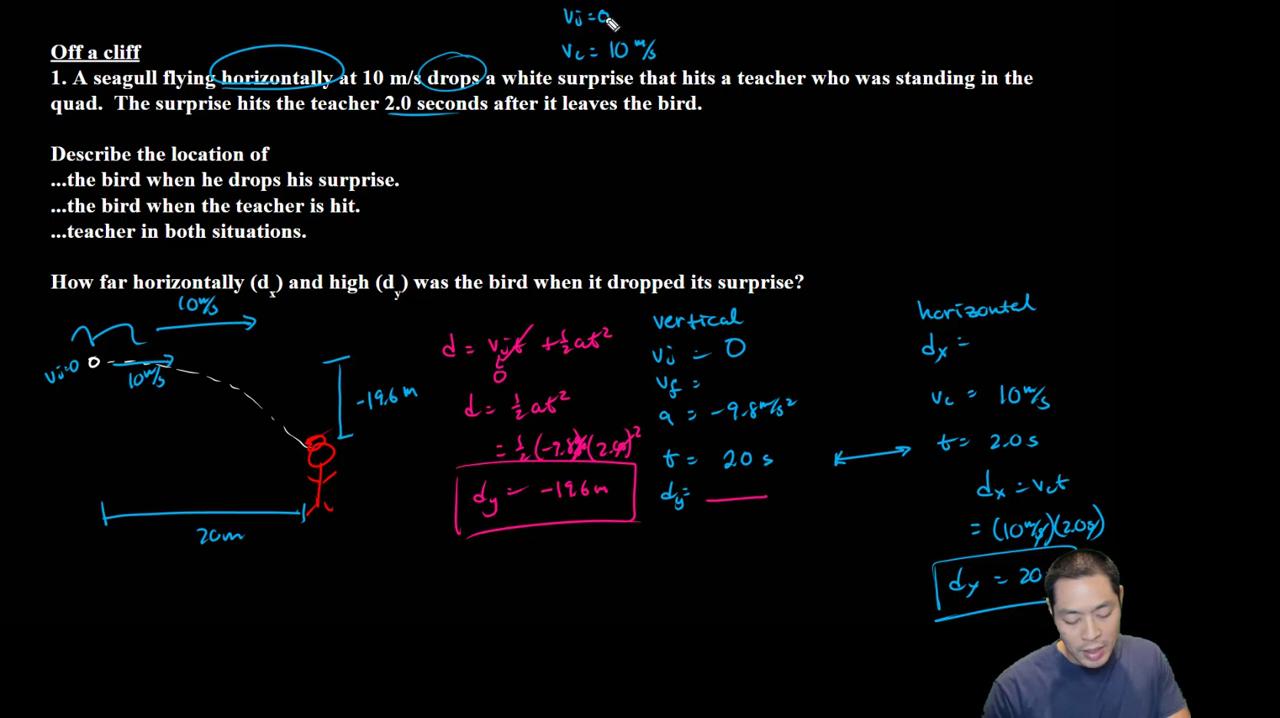 vi = 0
vc = 10 m/s
Off a cliff
1. A seagull flying horizontally at 10 m/s drops a white surprise that hits a teacher who was standing in the
quad. The surprise hits the teacher 2.0 seconds after it leaves the bird.
Describe the location of
...the bird when he drops his surprise.
...the bird when the teacher is hit.
...teacher in both situations.
How far horizontally (dx) and high (dy) was the bird when it dropped its surprise?
10 m/s
vi=0
10 m/s
-19.6 m
20m
d = vit + ½at²
0
d = ½at²
= ½(-9.8)(2.0)²
dy = -19.6 m
vertical
vi = 0
vf =
a = -9.8 m/s²
t = 2.0 s
dy =
horizontal
dx =
vc = 10 m/s
t = 2.0 s
dx = vct
= (10 m/s)(2.0s)
dx = 20